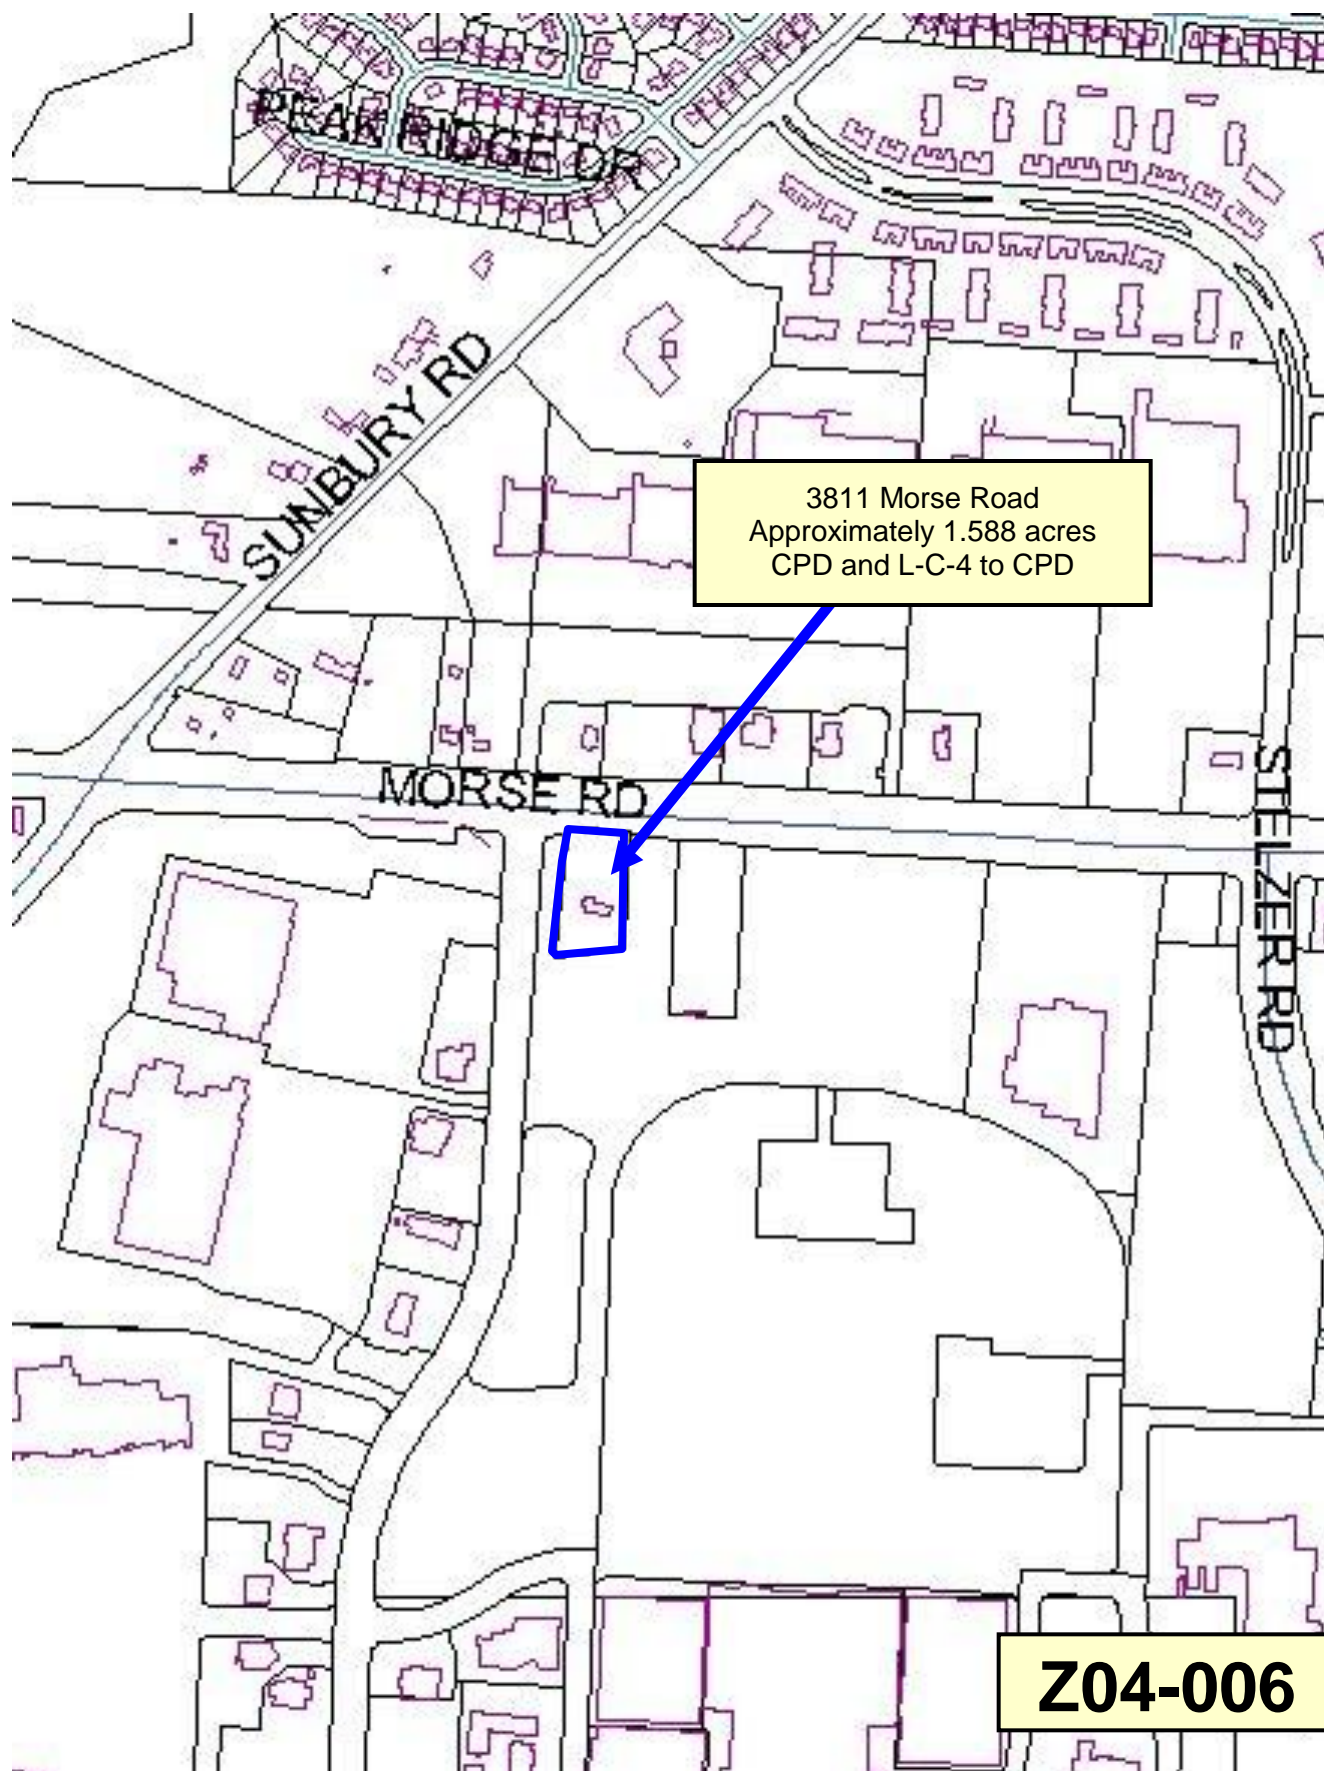 PEAK RIDGE DR
SUNBURY RD
3811 Morse Road
Approximately 1.588 acres
CPD and L-C-4 to CPD
MORSE RD
STELZER RD
Z04-006